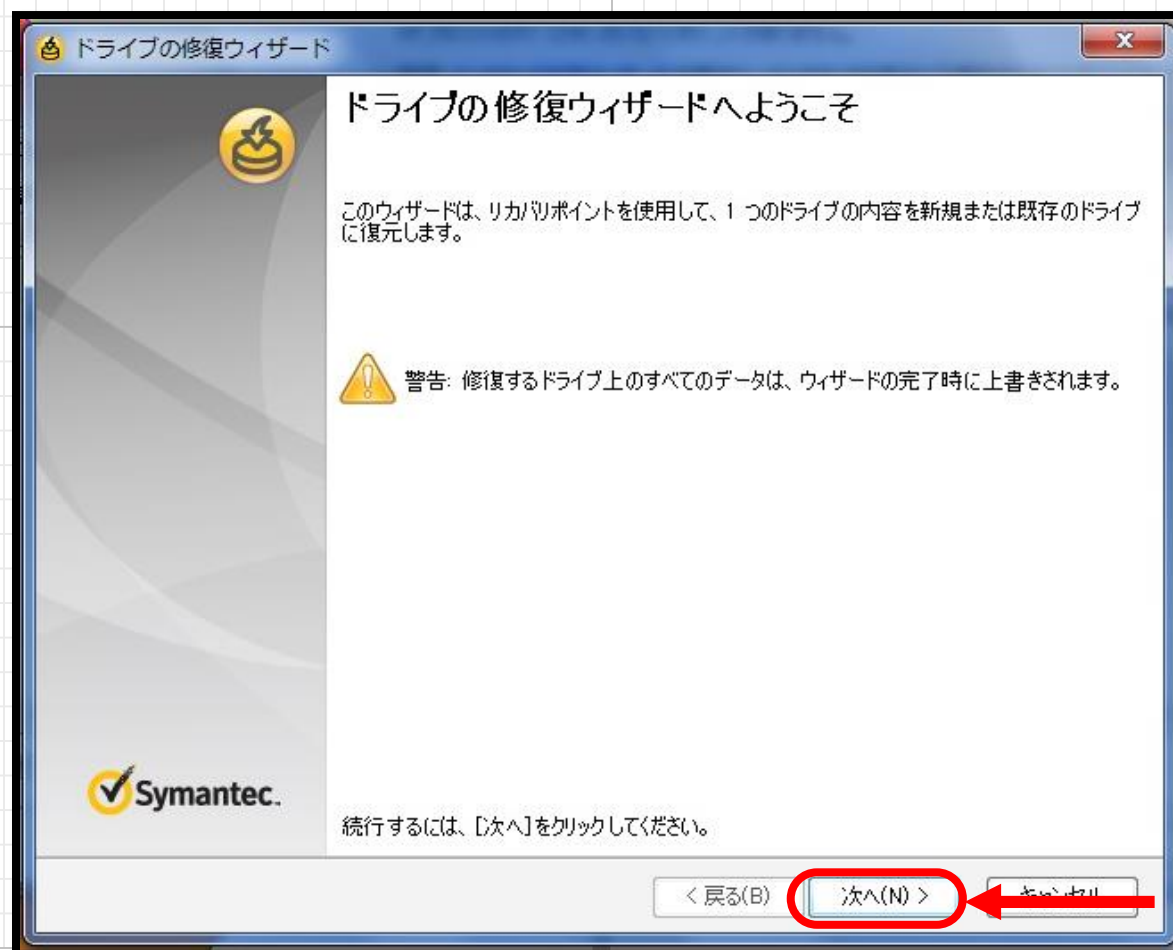 ドライブの修復ウィザード
ドライブの修復ウィザードへようこそ
このウィザードは、リカバリポイントを使用して、1 つのドライブの内容を新規または既存のドライブ
に復元します。
警告: 修復するドライブ上のすべてのデータは、ウィザードの完了時に上書きされます。
Symantec.
続行するには、[次へ]をクリックしてください。
< 戻る(B)
次へ(N) >
キャンセル